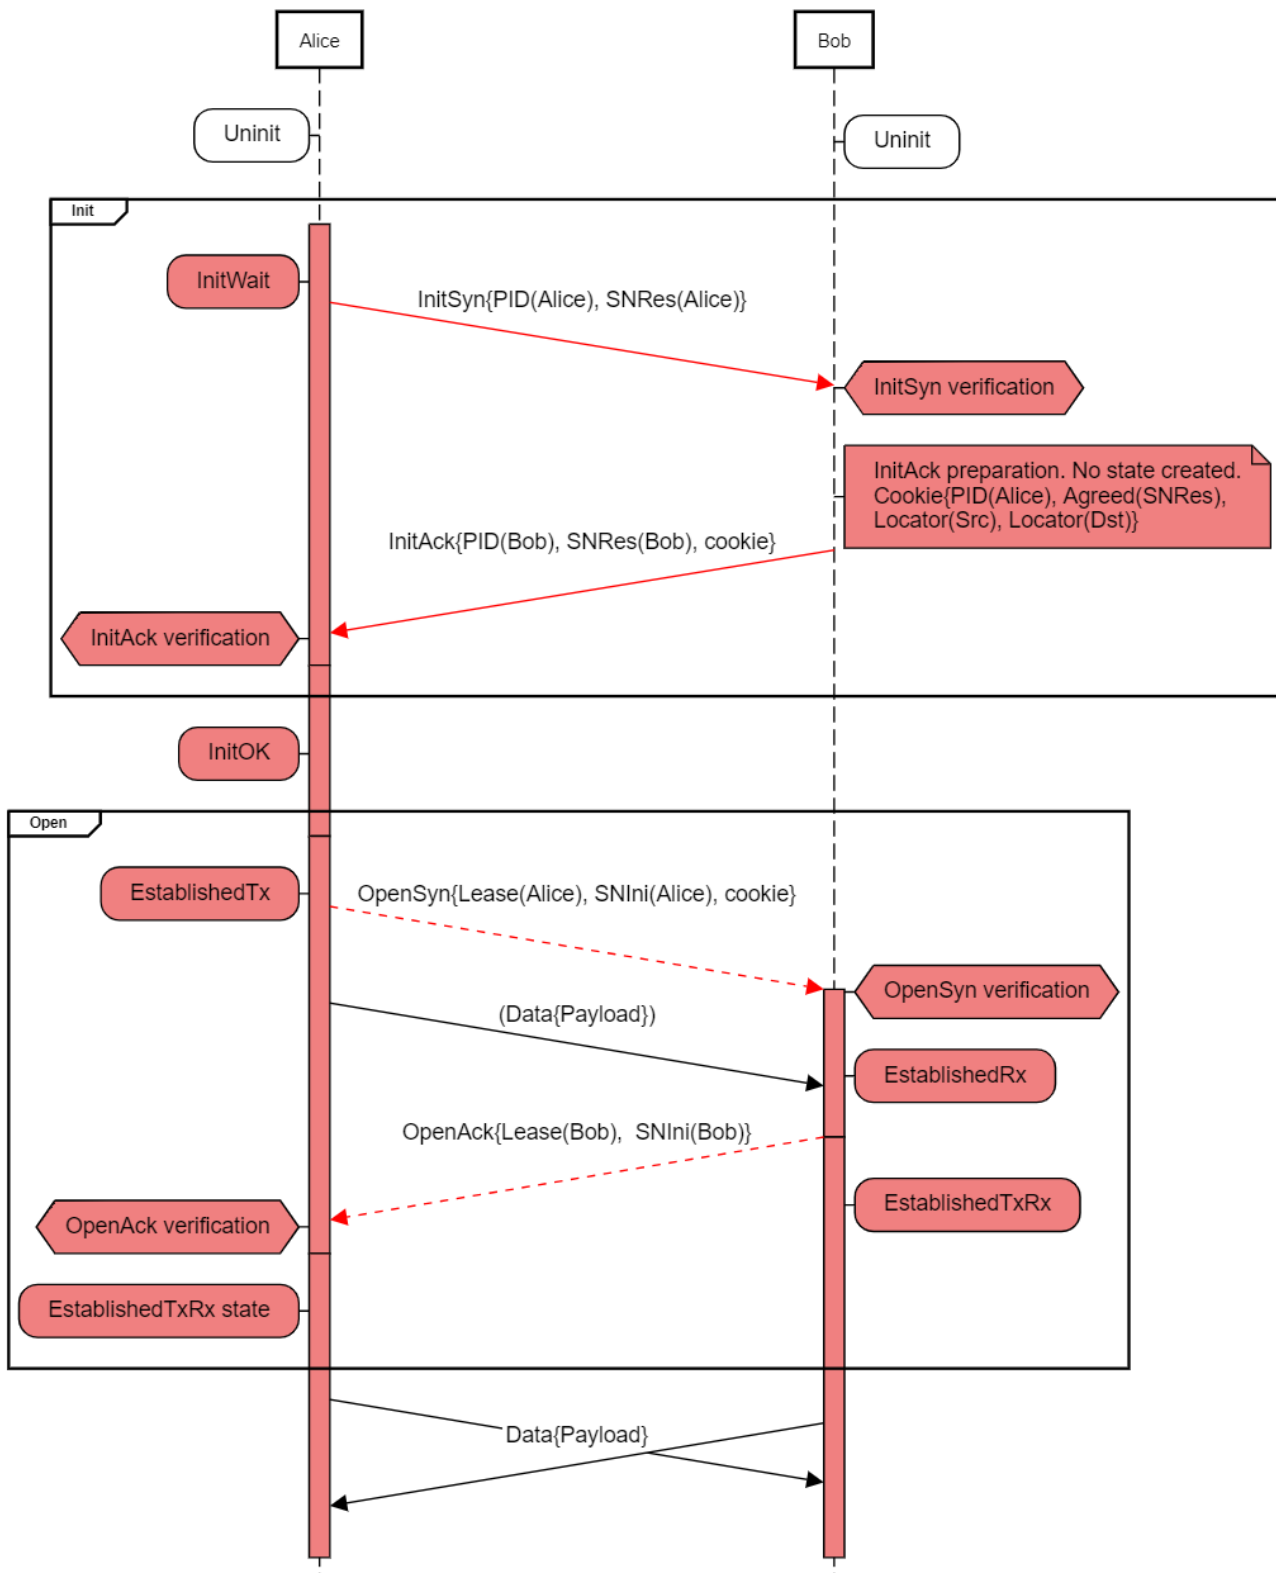 Alice
Bob
Uninit
Uninit
Init
InitWait
InitSyn{PID(Alice), SNRes(Alice)}
InitSyn verification
InitAck preparation. No state created.
Cookie{PID(Alice), Agreed(SNRes),
Locator(Src), Locator(Dst)}
InitAck{PID(Bob), SNRes(Bob), cookie}
InitAck verification
InitOK
Open
EstablishedTx
OpenSyn{Lease(Alice), SNIni(Alice), cookie}
OpenSyn verification
(Data{Payload})
EstablishedRx
OpenAck{Lease(Bob),  SNIni(Bob)}
EstablishedTxRx
OpenAck verification
EstablishedTxRx state
Data{Payload}